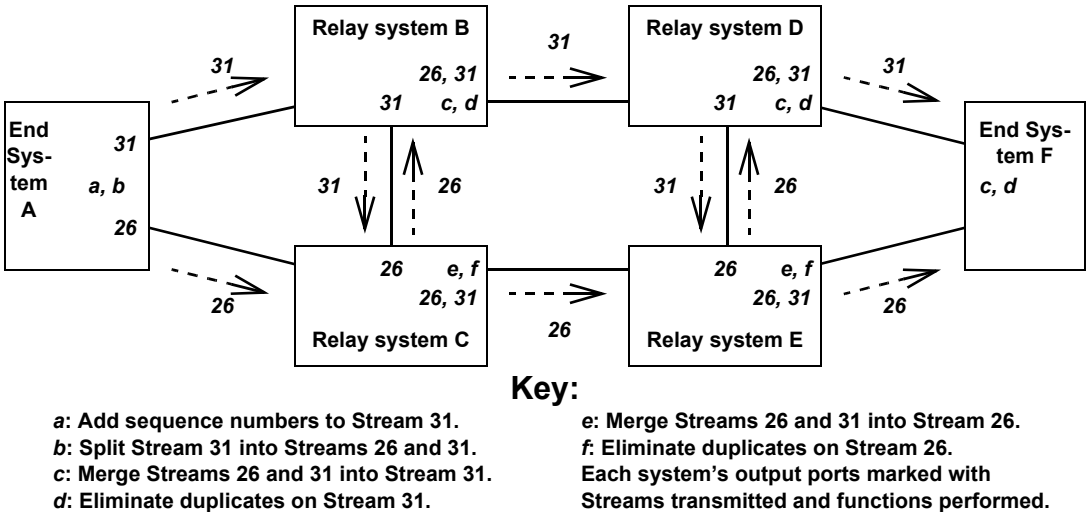 Relay system B
Relay system D
31
31
26, 31
26, 31
31
31
c, d
31
c, d
End
Sys-
tem
A
31
End Sys-
tem F
a, b
31
26
31
26
c, d
26
26
e, f
26
e, f
26
26, 31
26
26, 31
26
Relay system C
Relay system E
Key:
a: Add sequence numbers to Stream 31.
b: Split Stream 31 into Streams 26 and 31.
c: Merge Streams 26 and 31 into Stream 31.
d: Eliminate duplicates on Stream 31.
e: Merge Streams 26 and 31 into Stream 26.
f: Eliminate duplicates on Stream 26.
Each system's output ports marked with
Streams transmitted and functions performed.